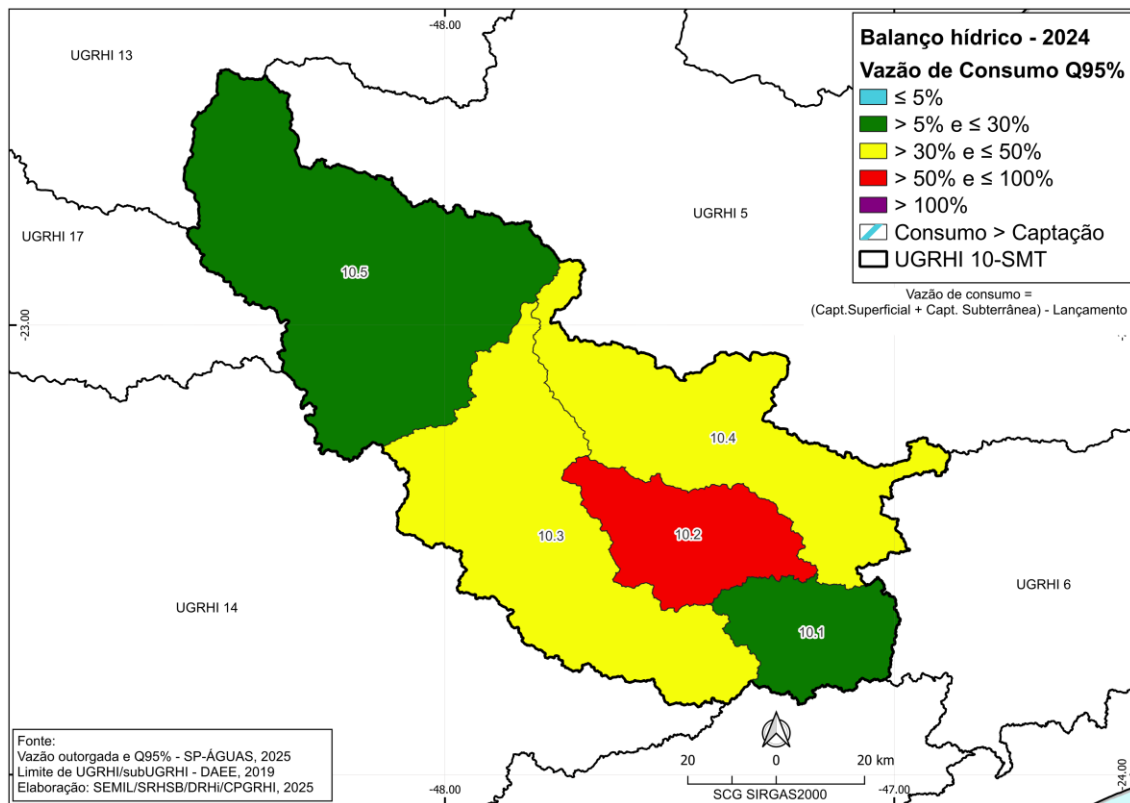 -48.00
UGRHI 13
Balanço hídrico - 2024
Vazão de Consumo Q95%
≤ 5%
> 5% e ≤ 30%
> 30% e ≤ 50%
> 50% e ≤ 100%
> 100%
Consumo > Captação
UGRHI 10-SMT
UGRHI 5
UGRHI 17
10.5
Vazão de consumo =
(Capt.Superficial + Capt. Subterrânea) - Lançamento
-23.00
10.4
10.3
10.2
UGRHI 6
UGRHI 14
10.1
Fonte:
Vazão outorgada e Q95% - SP-ÁGUAS, 2025
Limite de UGRHI/subUGRHI - DAEE, 2019
Elaboração: SEMIL/SRHSB/DRHi/CPGRHI, 2025
20 0 20 km
SCG SIRGAS2000
-48.00
-47.00
-24.00